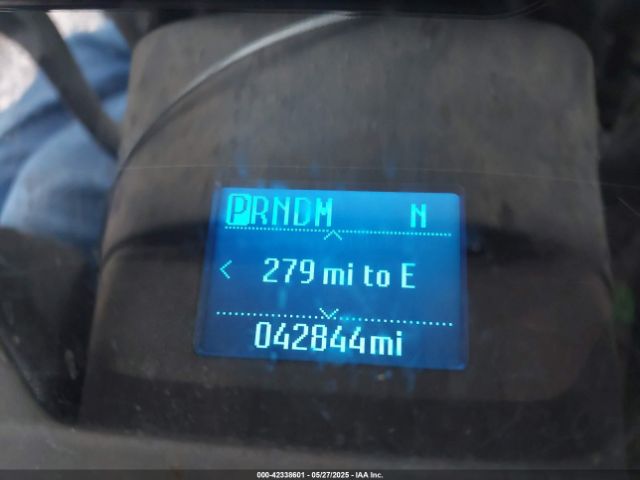 PRNDM N
< 279 mi to E
042844mi
000-42338601 - 05/27/2025 - IAA Inc.